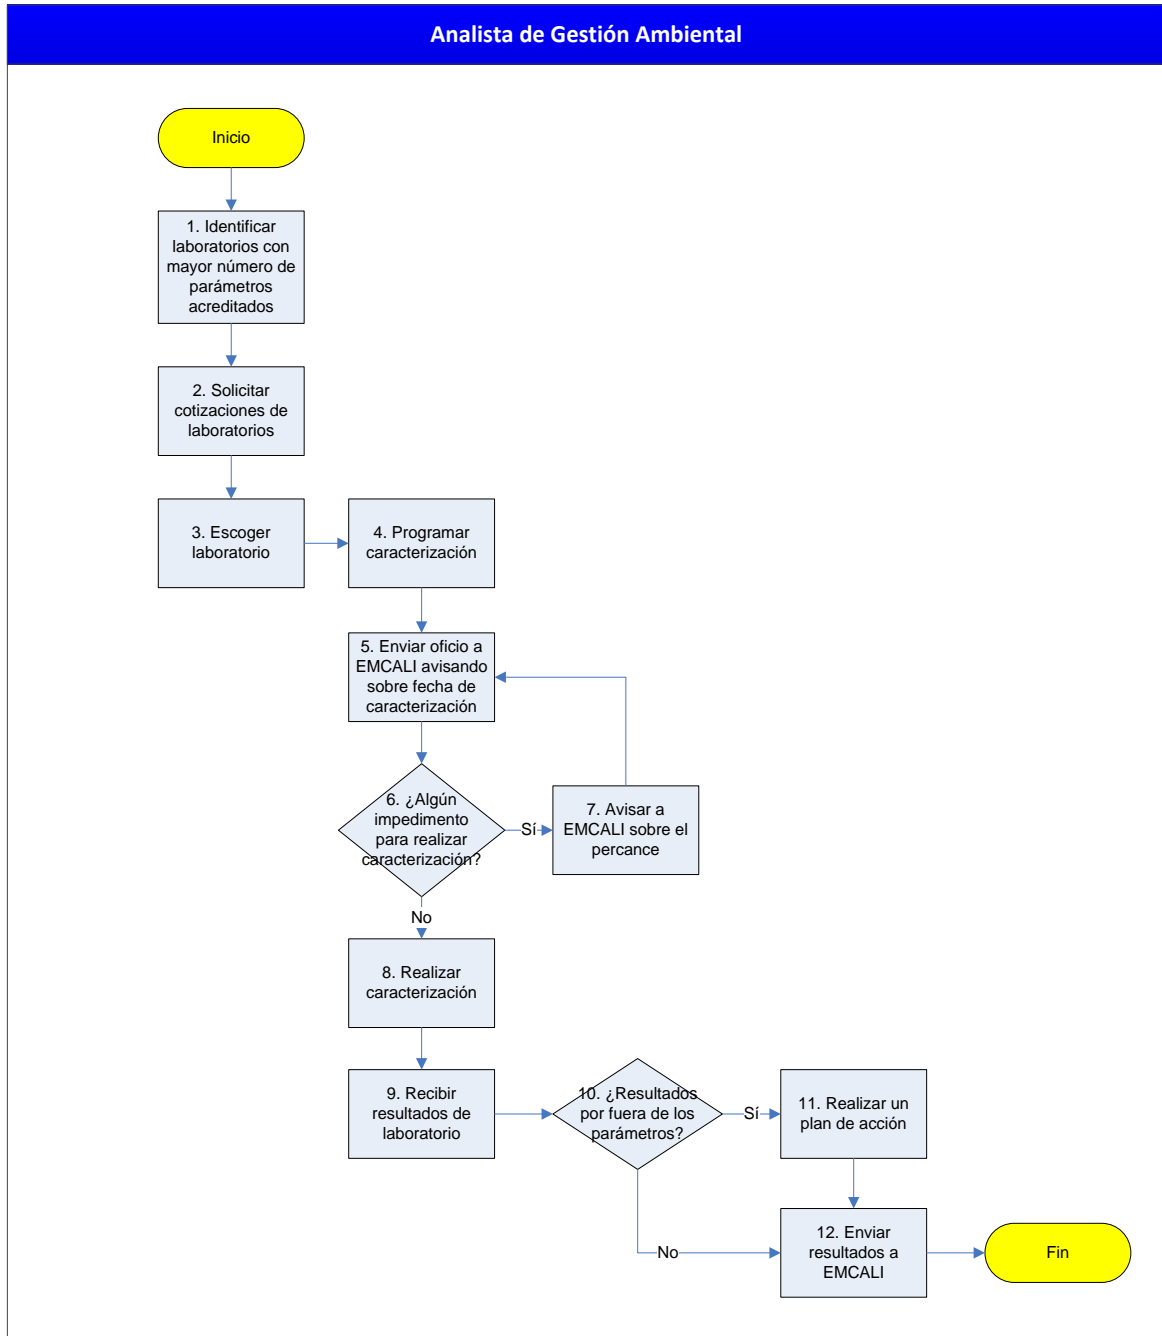 Analista de Gestión Ambiental
Inicio
1. Identificar
laboratorios con
mayor número de
parámetros
acreditados
2. Solicitar
cotizaciones de
laboratorios
3. Escoger
laboratorio
4. Programar
caracterización
5. Enviar oficio a
EMCALI avisando
sobre fecha de
caracterización
6. ¿Algún
impedimento
para realizar
caracterización?
Sí
7. Avisar a
EMCALI sobre el
percance
No
8. Realizar
caracterización
9. Recibir
resultados de
laboratorio
10. ¿Resultados
por fuera de los
parámetros?
Sí
11. Realizar un
plan de acción
No
12. Enviar
resultados a
EMCALI
Fin